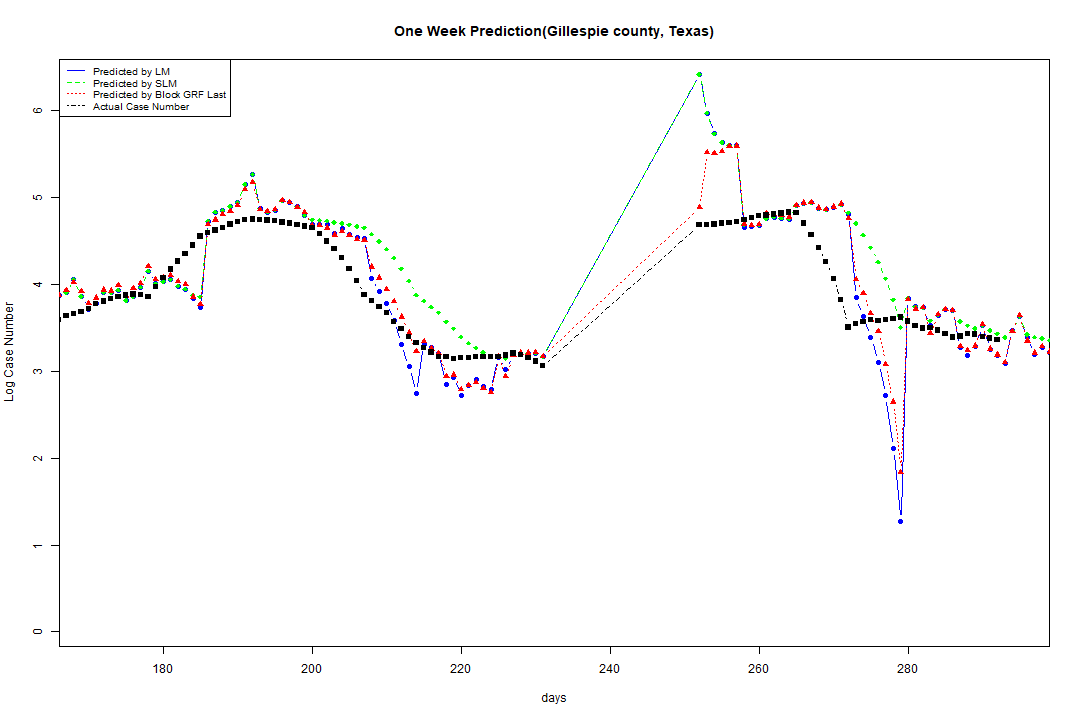 One Week Prediction(Gillespie county, Texas)
Predicted by LM
Predicted by SLM
Predicted by Block GRF Last
Actual Case Number
Log Case Number
6
5
4
3
2
1
0
180 200 220 240 260 280
days